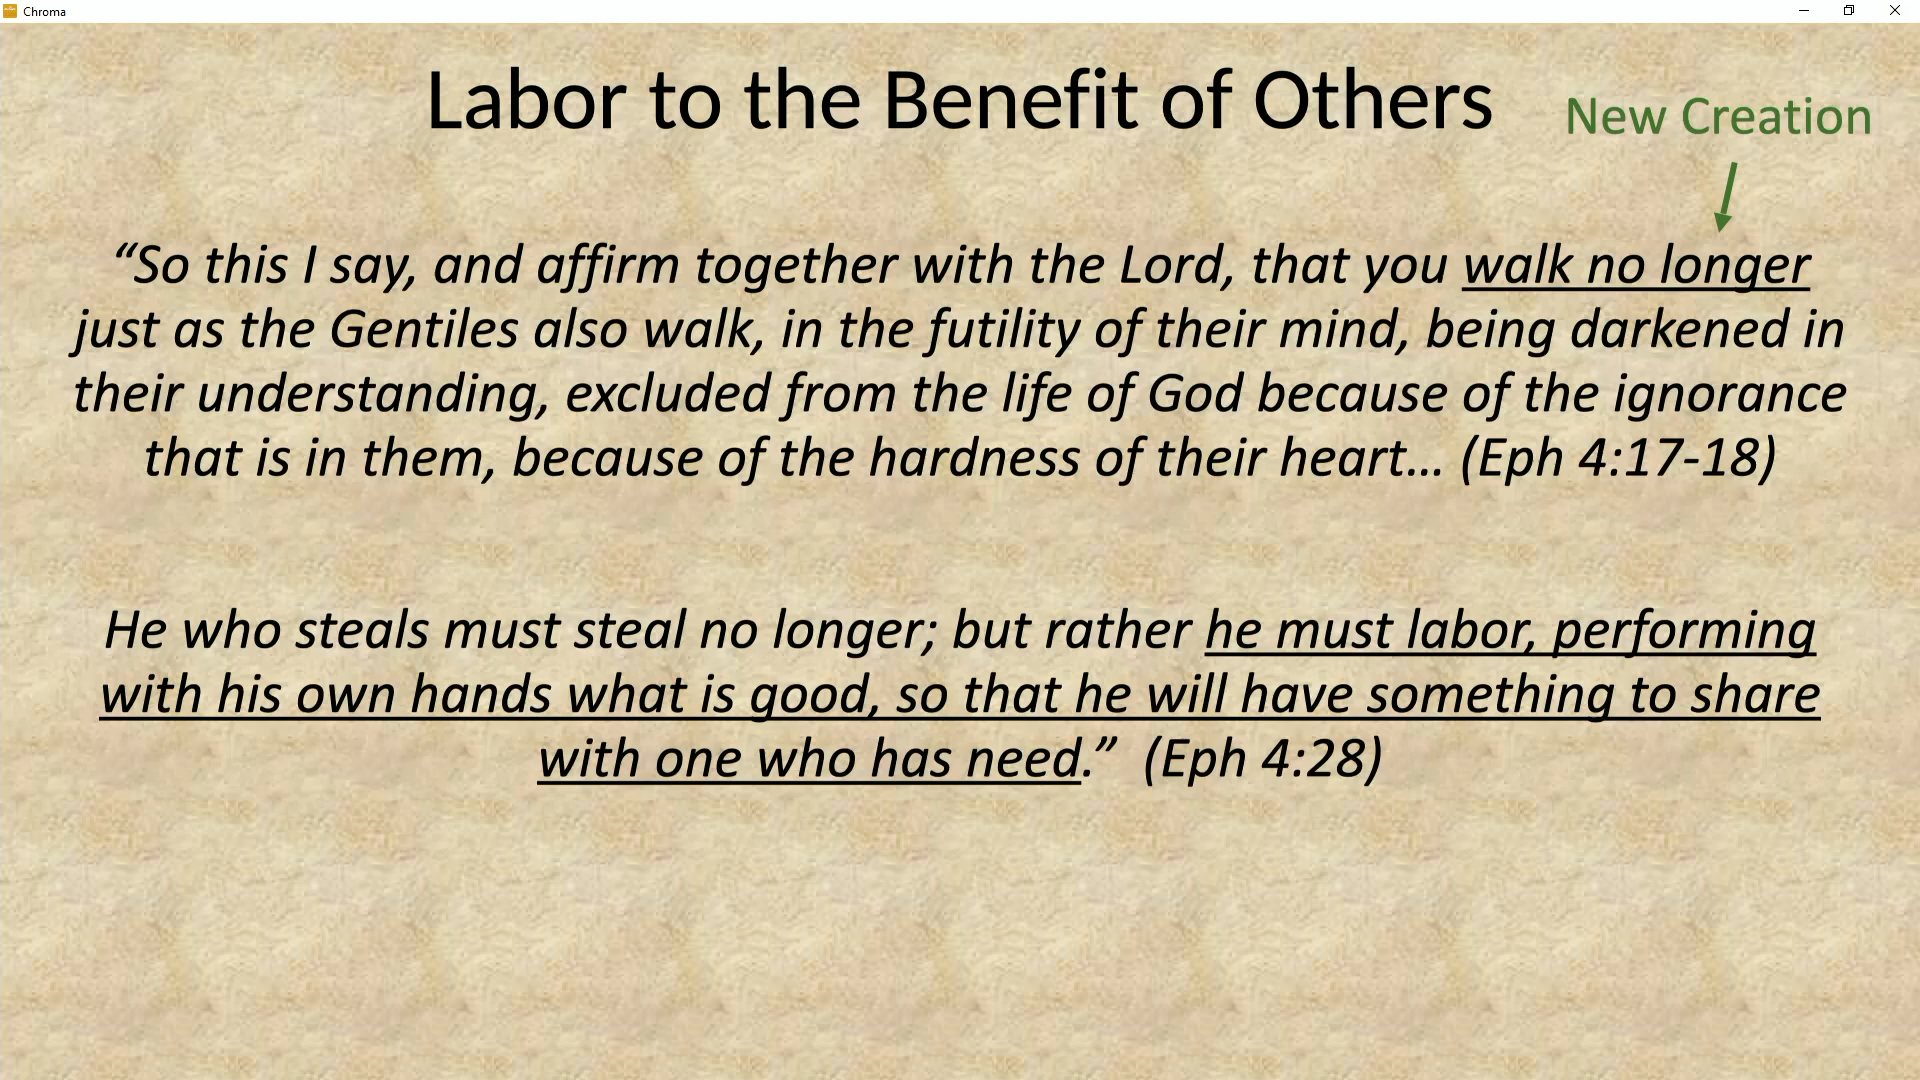 Chroma
Labor to the Benefit of Others
New Creation
“So this I say, and affirm together with the Lord, that you walk no longer
just as the Gentiles also walk, in the futility of their mind, being darkened in
their understanding, excluded from the life of God because of the ignorance
that is in them, because of the hardness of their heart... (Eph 4:17-18)
He who steals must steal no longer; but rather he must labor, performing
with his own hands what is good, so that he will have something to share
with one who has need.”  (Eph 4:28)